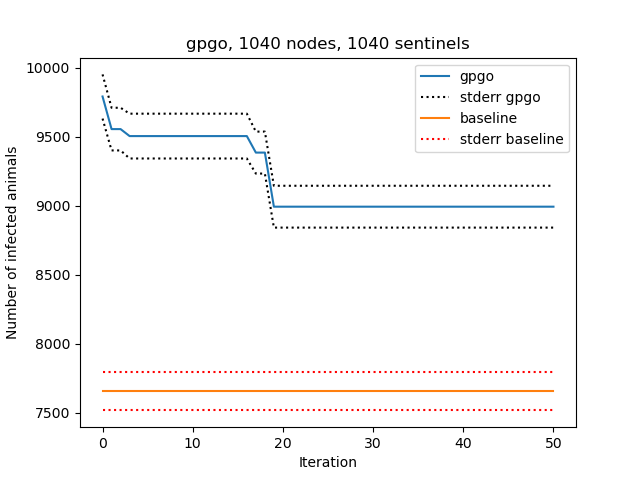 gpgo, 1040 nodes, 1040 sentinels
10000
9500
9000
8500
8000
7500
Number of infected animals
gpgo
stderr gpgo
baseline
stderr baseline
0 10 20 30 40 50
Iteration